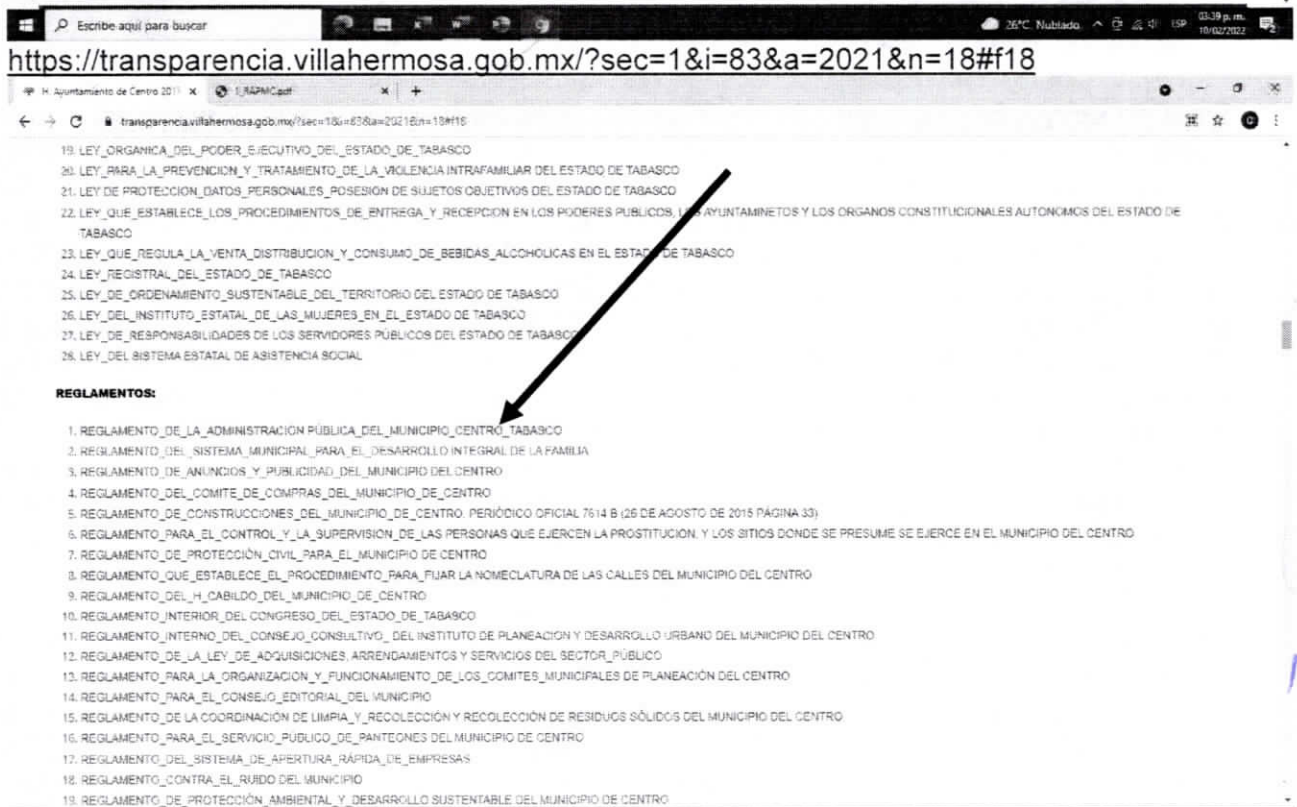 Escribe aquí para buscar
26°C Nublado
ESP
03:39 p. m.
10/02/2022
https://transparencia.villahermosa.gob.mx/?sec=1&i=83&a=2021&n=18#f18
H. Ayuntamiento de Centro 201
1_RAPMC.pdf
transparencia.villahermosa.gob.mx/?sec=1&i=83&a=2021&n=18#f18
19. LEY_ORGANICA_DEL_PODER_EJECUTIVO_DEL_ESTADO_DE_TABASCO
20. LEY_PARA_LA_PREVENCION_Y_TRATAMIENTO_DE_LA_VIOLENCIA INTRAFAMILIAR DEL ESTADO DE TABASCO
21. LEY DE PROTECCION_DATOS_PERSONALES_POSESION DE SUJETOS OBJETIVOS DEL ESTADO DE TABASCO
22. LEY_QUE_ESTABLECE_LOS_PROCEDIMIENTOS_DE_ENTREGA_Y_RECEPCION EN LOS PODERES PUBLICOS, AYUNTAMINETOS Y LOS ORGANOS CONSTITUCIONALES AUTONOMOS DEL ESTADO DE
TABASCO
23. LEY_QUE_REGULA_LA_VENTA_DISTRIBUCION_Y_CONSUMO_DE_BEBIDAS_ALCOHOLICAS EN EL ESTADO DE TABASCO
24. LEY_REGISTRAL_DEL_ESTADO_DE_TABASCO
25. LEY_DE_ORDENAMIENTO_SUSTENTABLE_DEL_TERRITORIO DEL ESTADO DE TABASCO
26. LEY_DEL_INSTITUTO_ESTATAL_DE_LAS_MUJERES_EN_EL_ESTADO DE TABASCO
27. LEY_DE_RESPONSABILIDADES DE LOS SERVIDORES PÚBLICOS DEL ESTADO DE TABASCO
28. LEY_DEL SISTEMA ESTATAL DE ASISTENCIA SOCIAL
REGLAMENTOS:
1. REGLAMENTO_DE_LA_ADMINISTRACION PÚBLICA_DEL_MUNICIPIO_CENTRO_TABASCO
2. REGLAMENTO_DEL_SISTEMA_MUNICIPAL_PARA_EL_DESARROLLO INTEGRAL DE LA FAMILIA
3. REGLAMENTO_DE_ANUNCIOS_Y_PUBLICIDAD_DEL_MUNICIPIO DEL CENTRO
4. REGLAMENTO_DEL_COMITE_DE_COMPRAS_DEL_MUNICIPIO_DE_CENTRO
5. REGLAMENTO_DE_CONSTRUCCIONES_DEL_MUNICIPIO_DE_CENTRO. PERIÓDICO OFICIAL 7614 B (26 DE AGOSTO DE 2015 PÁGINA 33)
6. REGLAMENTO_PARA_EL_CONTROL_Y_LA_SUPERVISION_DE_LAS_PERSONAS QUE EJERCEN LA PROSTITUCION, Y LOS SITIOS DONDE SE PRESUME SE EJERCE EN EL MUNICIPIO DEL CENTRO
7. REGLAMENTO_DE_PROTECCIÓN_CIVIL_PARA_EL_MUNICIPIO DE CENTRO
8. REGLAMENTO_QUE_ESTABLECE_EL_PROCEDIMIENTO_PARA_FIJAR LA NOMECLATURA DE LAS CALLES DEL MUNICIPIO DEL CENTRO
9. REGLAMENTO_DEL_H_CABILDO_DEL_MUNICIPIO_DE_CENTRO
10. REGLAMENTO_INTERIOR_DEL_CONGRESO_DEL_ESTADO_DE_TABASCO
11. REGLAMENTO_INTERNO_DEL_CONSEJO_CONSULTIVO_ DEL INSTITUTO DE PLANEACION Y DESARROLLO URBANO DEL MUNICIPIO DEL CENTRO
12. REGLAMENTO_DE_LA_LEY_DE_ADQUISICIONES, ARRENDAMIENTOS Y SERVICIOS DEL SECTOR_PÚBLICO
13. REGLAMENTO_PARA_LA_ORGANIZACION_Y_FUNCIONAMIENTO_DE_LOS_COMITES_MUNICIPALES DE PLANEACIÓN DEL CENTRO
14. REGLAMENTO_PARA_EL_CONSEJO_EDITORIAL_DEL_MUNICIPIO
15. REGLAMENTO_DE LA COORDINACIÓN DE LIMPIA_Y_RECOLECCIÓN Y RECOLECCIÓN DE RESIDUOS SÓLIDOS DEL MUNICIPIO DEL CENTRO
16. REGLAMENTO_PARA_EL_SERVICIO_PÚBLICO_DE_PANTEONES DEL MUNICIPIO DE CENTRO
17. REGLAMENTO_DEL_SISTEMA_DE_APERTURA_RÁPIDA_DE_EMPRESAS
18. REGLAMENTO_CONTRA_EL_RUIDO DEL MUNICIPIO
19. REGLAMENTO_DE_PROTECCIÓN_AMBIENTAL_Y_DESARROLLO SUSTENTABLE DEL MUNICIPIO DE CENTRO